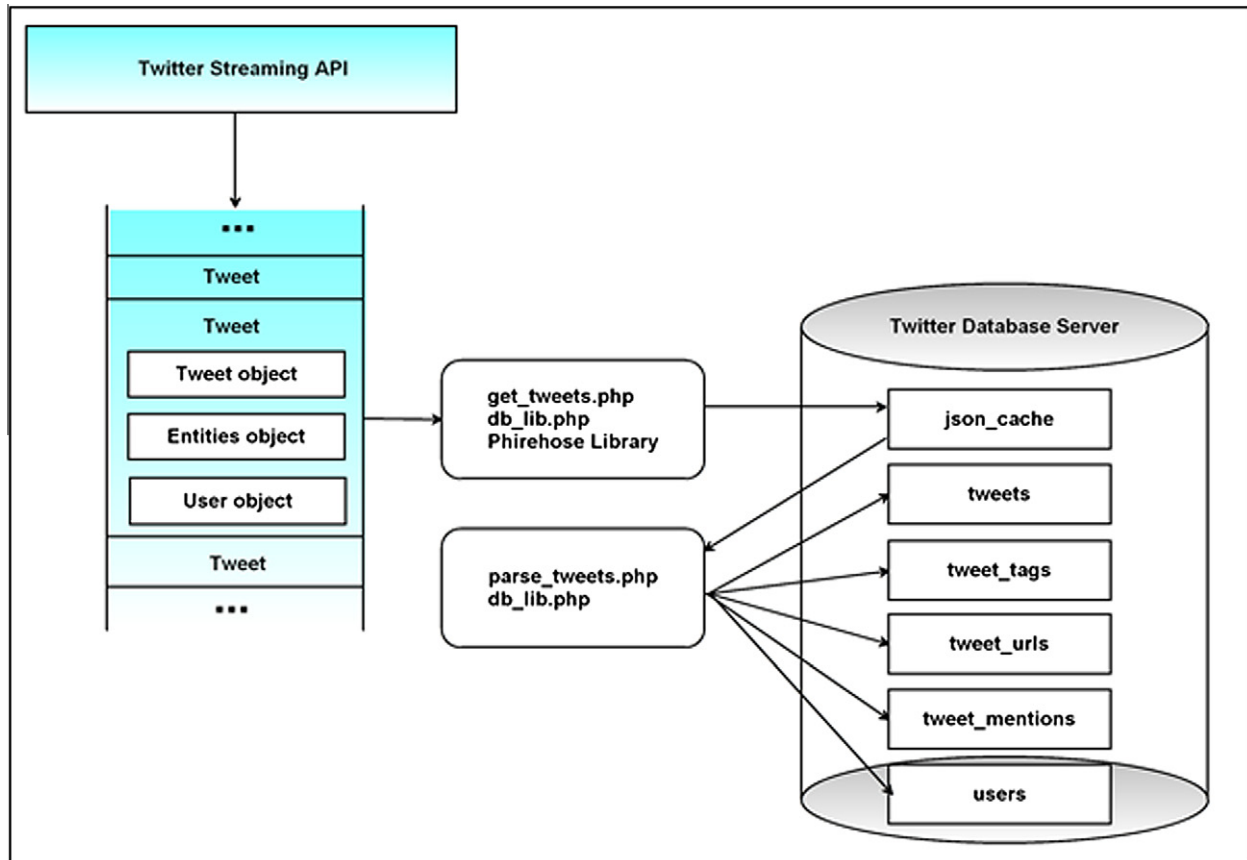 Twitter Streaming API
...
Tweet
Tweet
Tweet object
Entities object
User object
Tweet
...
get_tweets.php
db_lib.php
Phirehose Library
parse_tweets.php
db_lib.php
Twitter Database Server
json_cache
tweets
tweet_tags
tweet_urls
tweet_mentions
users